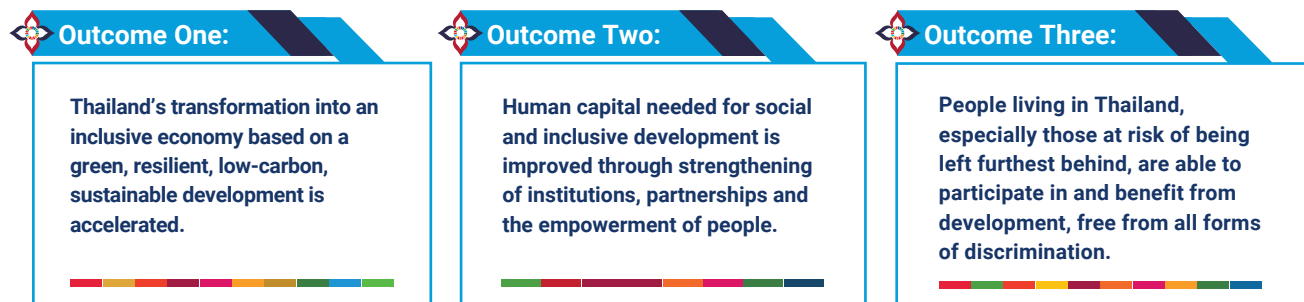 Outcome One:
Thailand’s transformation into an
inclusive economy based on a
green, resilient, low-carbon,
sustainable development is
accelerated.
Outcome Two:
Human capital needed for social
and inclusive development is
improved through strengthening
of institutions, partnerships and
the empowerment of people.
Outcome Three:
People living in Thailand,
especially those at risk of being
left furthest behind, are able to
participate in and benefit from
development, free from all forms
of discrimination.